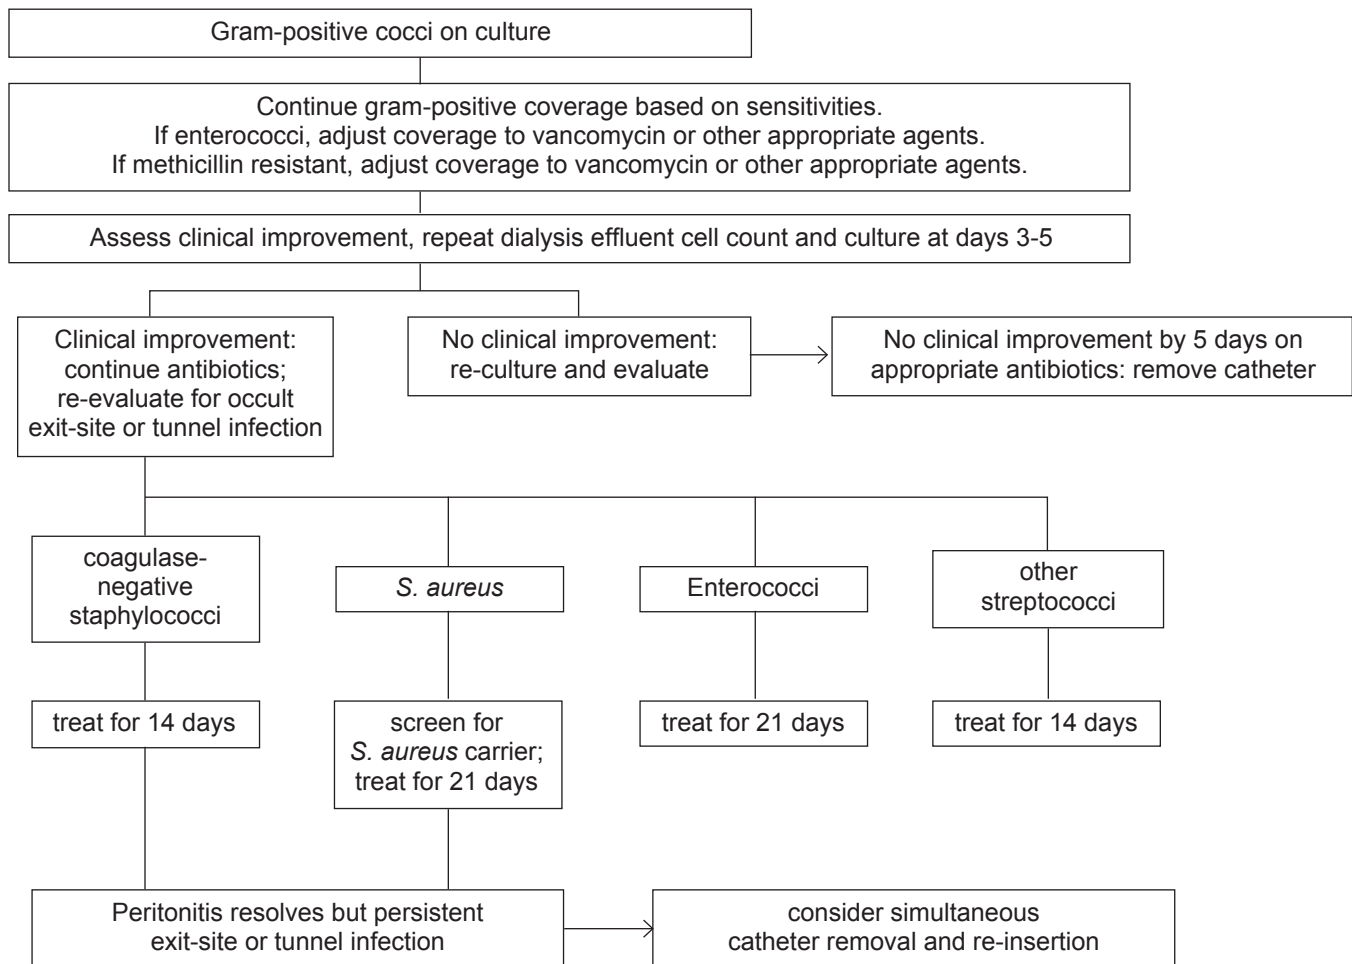 Gram-positive cocci on culture
Continue gram-positive coverage based on sensitivities.
If enterococci, adjust coverage to vancomycin or other appropriate agents.
If methicillin resistant, adjust coverage to vancomycin or other appropriate agents.
Assess clinical improvement, repeat dialysis effluent cell count and culture at days 3-5
Clinical improvement:
continue antibiotics;
re-evaluate for occult
exit-site or tunnel infection
No clinical improvement:
re-culture and evaluate
No clinical improvement by 5 days on
appropriate antibiotics: remove catheter
coagulase-
negative
staphylococci
S. aureus
Enterococci
other
streptococci
treat for 14 days
screen for
S. aureus carrier;
treat for 21 days
treat for 21 days
treat for 14 days
Peritonitis resolves but persistent
exit-site or tunnel infection
consider simultaneous
catheter removal and re-insertion